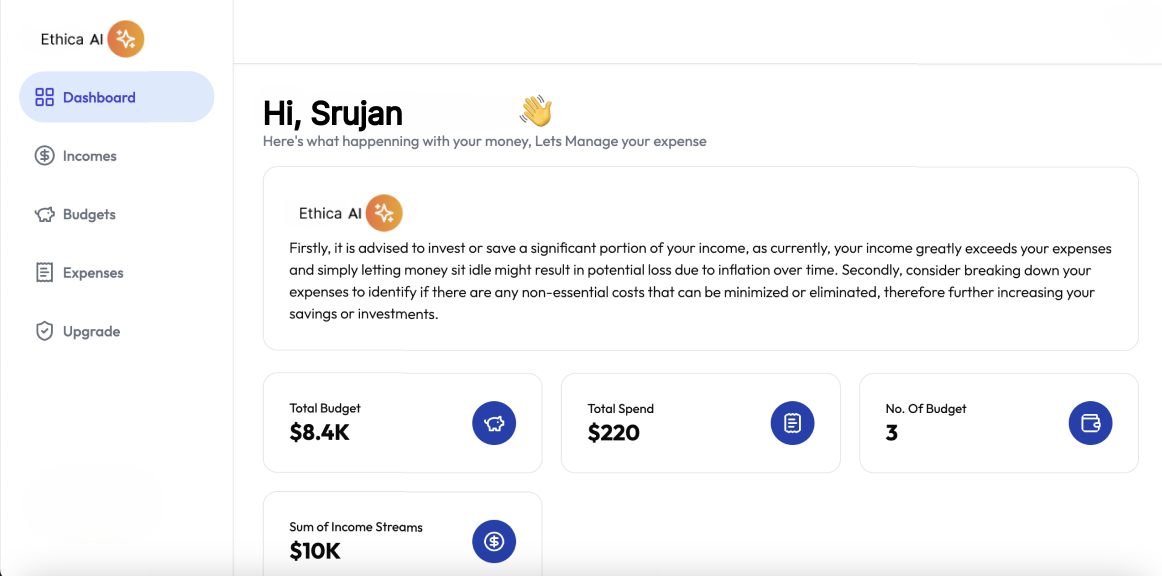 Ethica AI
Dashboard
Incomes
Budgets
Expenses
Upgrade
Hi, Srujan 👋
Here's what happenning with your money, Lets Manage your expense
Ethica AI
Firstly, it is advised to invest or save a significant portion of your income, as currently, your income greatly exceeds your expenses
and simply letting money sit idle might result in potential loss due to inflation over time. Secondly, consider breaking down your
expenses to identify if there are any non-essential costs that can be minimized or eliminated, therefore further increasing your
savings or investments.
Total Budget
$8.4K
Total Spend
$220
No. Of Budget
3
Sum of Income Streams
$10K